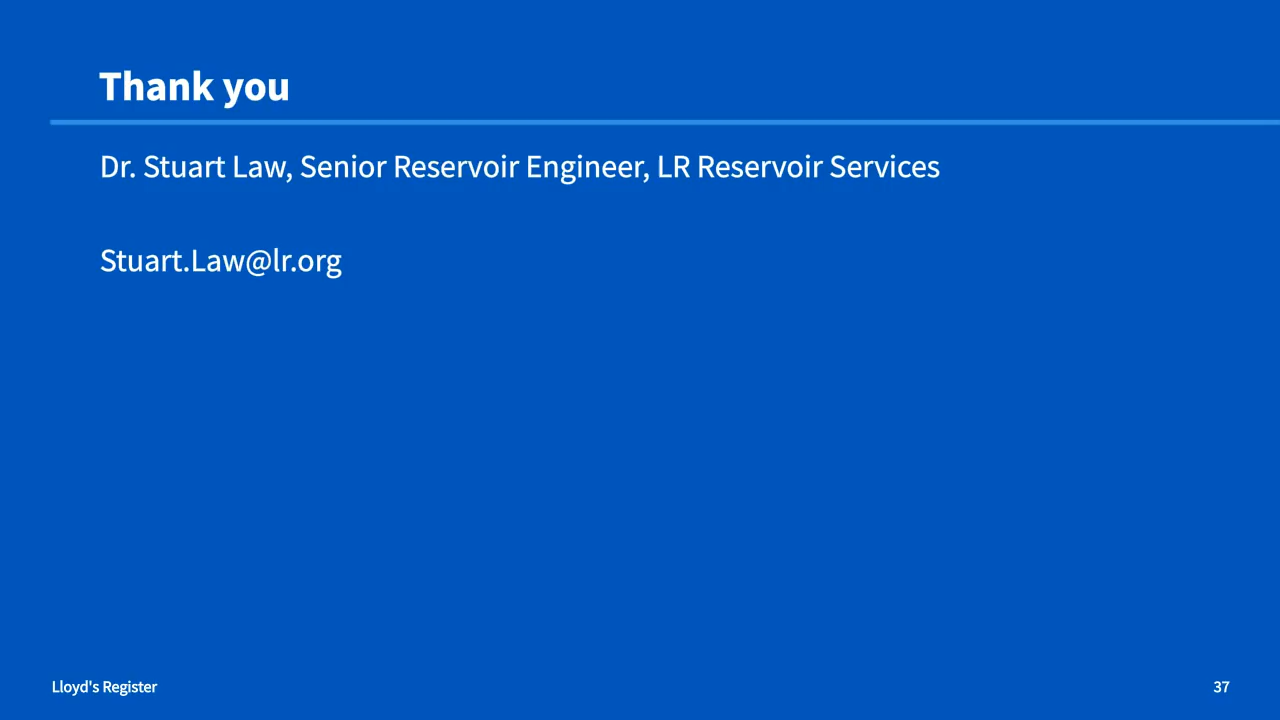 Thank you
Dr. Stuart Law, Senior Reservoir Engineer, LR Reservoir Services
Stuart.Law@lr.org
Lloyd's Register
37